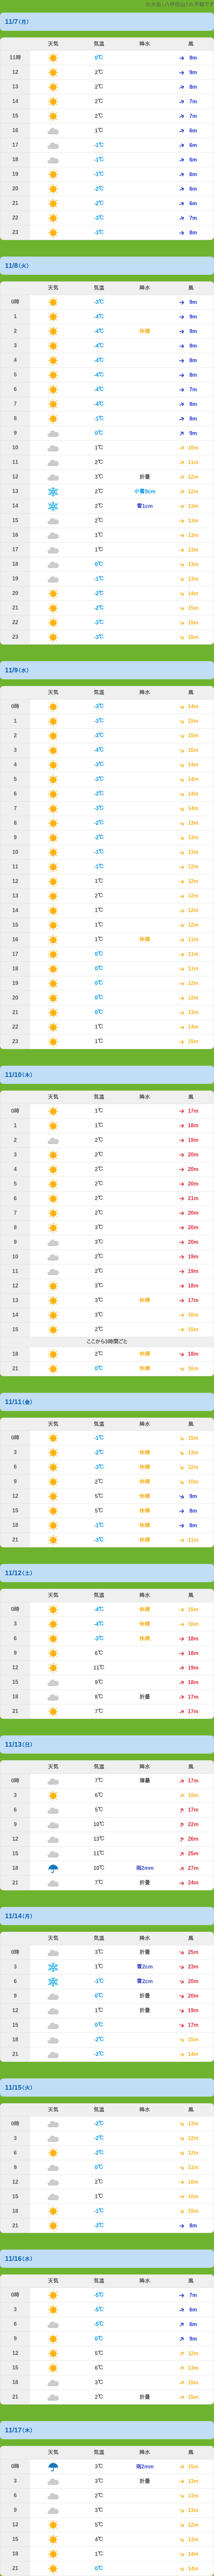 11/7(月)
天気 気温 降水 風
11時 0℃ 9m
12 2℃ 9m
13 2℃ 8m
14 2℃ 7m
15 2℃ 7m
16 1℃ 6m
17 -1℃ 6m
18 -1℃ 6m
19 -1℃ 6m
20 -2℃ 6m
21 -2℃ 6m
22 -3℃ 7m
23 -3℃ 8m
11/8(火)
天気 気温 降水 風
0時 -3℃ 9m
1 -4℃ 9m
2 -4℃ 快晴 9m
3 -4℃ 9m
4 -4℃ 8m
5 -4℃ 8m
6 -4℃ 7m
7 -4℃ 8m
8 -1℃ 8m
9 0℃ 9m
10 1℃ 10m
11 2℃ 11m
12 3℃ 折曇 12m
13 2℃ 小雪0cm 12m
14 2℃ 雪1cm 13m
15 2℃ 13m
16 1℃ 13m
17 1℃ 13m
18 0℃ 13m
19 -1℃ 13m
20 -2℃ 14m
21 -2℃ 15m
22 -3℃ 15m
23 -3℃ 15m
11/9(水)
天気 気温 降水 風
0時 -3℃ 14m
1 -3℃ 15m
2 -3℃ 15m
3 -4℃ 15m
4 -3℃ 14m
5 -3℃ 14m
6 -3℃ 14m
7 -3℃ 14m
8 -2℃ 13m
9 -2℃ 13m
10 -1℃ 13m
11 -1℃ 12m
12 1℃ 12m
13 2℃ 12m
14 1℃ 12m
15 1℃ 12m
16 1℃ 快晴 11m
17 0℃ 11m
18 0℃ 11m
19 0℃ 12m
20 0℃ 12m
21 0℃ 13m
22 1℃ 14m
23 1℃ 15m
11/10(木)
天気 気温 降水 風
0時 1℃ 17m
1 1℃ 18m
2 2℃ 19m
3 2℃ 20m
4 2℃ 20m
5 2℃ 20m
6 2℃ 21m
7 2℃ 20m
8 3℃ 20m
9 3℃ 20m
10 2℃ 19m
11 2℃ 19m
12 3℃ 18m
13 3℃ 快晴 17m
14 3℃ 16m
15 2℃ 15m
ここから3時間ごと
18 2℃ 快晴 18m
21 0℃ 快晴 16m
11/11(金)
天気 気温 降水 風
0時 -1℃ 15m
3 -2℃ 快晴 13m
6 -3℃ 快晴 12m
9 2℃ 快晴 10m
12 5℃ 快晴 9m
15 5℃ 快晴 8m
18 -1℃ 快晴 8m
21 -3℃ 快晴 11m
11/12(土)
天気 気温 降水 風
0時 -4℃ 快晴 15m
3 -4℃ 快晴 16m
6 -3℃ 快晴 18m
9 6℃ 18m
12 11℃ 19m
15 9℃ 18m
18 8℃ 折曇 17m
21 7℃ 17m
11/13(日)
天気 気温 降水 風
0時 7℃ 薄曇 17m
3 6℃ 16m
6 5℃ 17m
9 10℃ 22m
12 13℃ 26m
15 11℃ 25m
18 10℃ 雨2mm 27m
21 7℃ 折曇 24m
11/14(月)
天気 気温 降水 風
0時 3℃ 折曇 25m
3 1℃ 雪2cm 23m
6 -1℃ 雪2cm 20m
9 0℃ 折曇 20m
12 1℃ 折曇 19m
15 0℃ 17m
18 -2℃ 15m
21 -2℃ 14m
11/15(火)
天気 気温 降水 風
0時 -2℃ 13m
3 -2℃ 12m
6 -2℃ 12m
9 0℃ 11m
12 2℃ 10m
15 1℃ 10m
18 -1℃ 10m
21 -3℃ 8m
11/16(水)
天気 気温 降水 風
0時 -5℃ 7m
3 -5℃ 6m
6 -5℃ 6m
9 0℃ 9m
12 5℃ 12m
15 6℃ 13m
18 3℃ 15m
21 2℃ 折曇 15m
11/17(木)
天気 気温 降水 風
0時 3℃ 雨2mm 15m
3 3℃ 折曇 13m
6 2℃ 13m
9 3℃ 13m
12 5℃ 12m
15 4℃ 13m
18 1℃ 14m
21 0℃ 14m